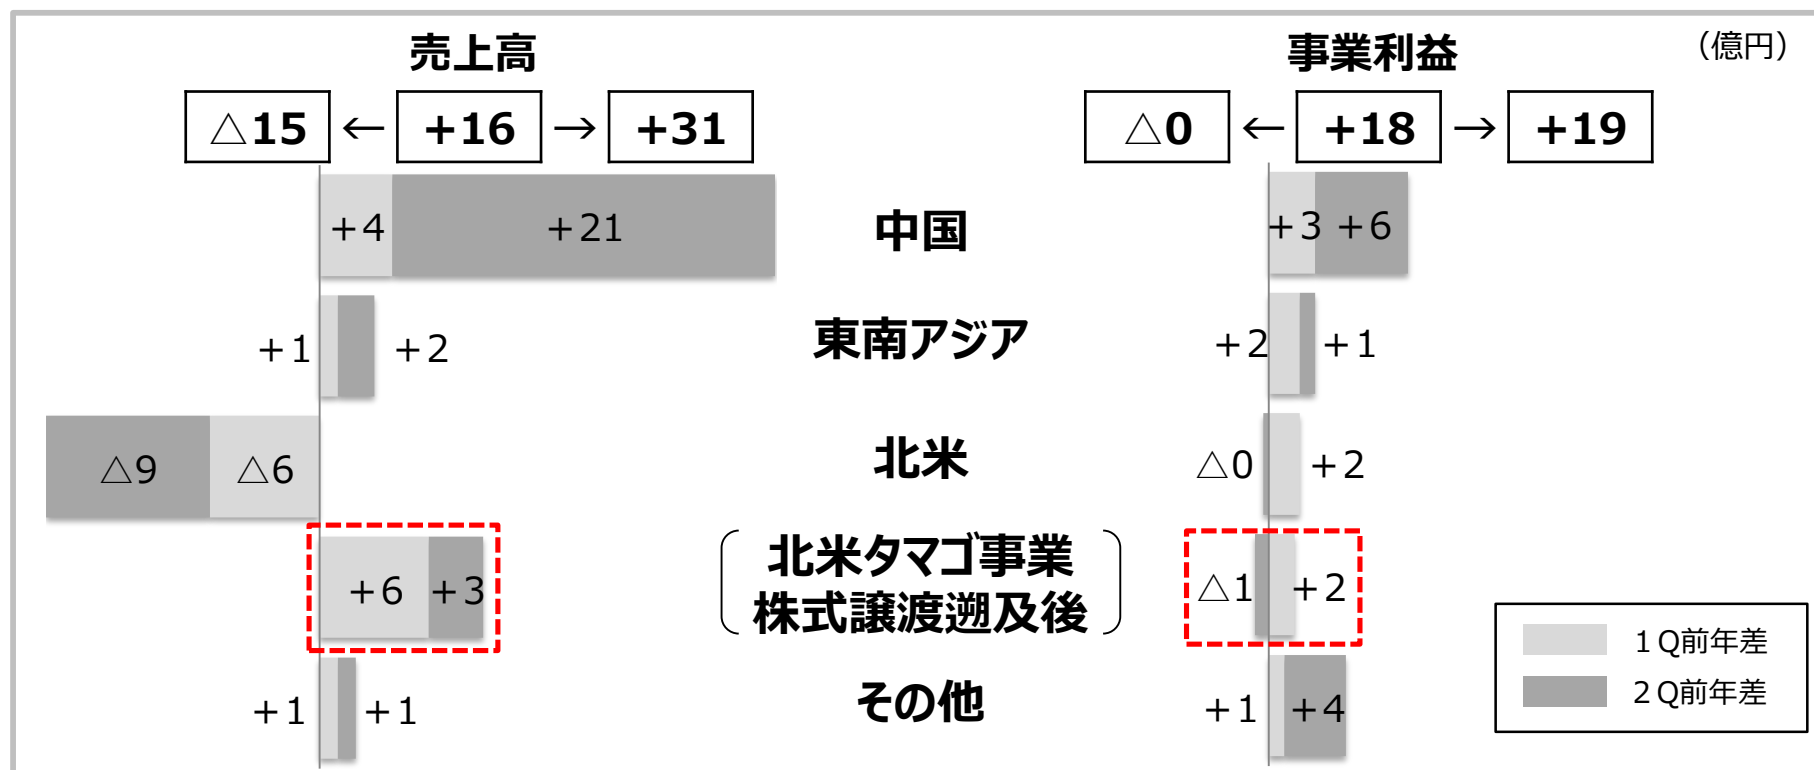 売上高
事業利益
（億円）
△15 ← +16 → +31
△0 ← +18 → +19
+4 +21
中国
+3 +6
+1 +2
東南アジア
+2 +1
△9 △6
北米
△0 +2
+6 +3
北米タマゴ事業
株式譲渡遡及後
△1 +2
+1 +1
その他
+1 +4
１Q前年差
２Q前年差